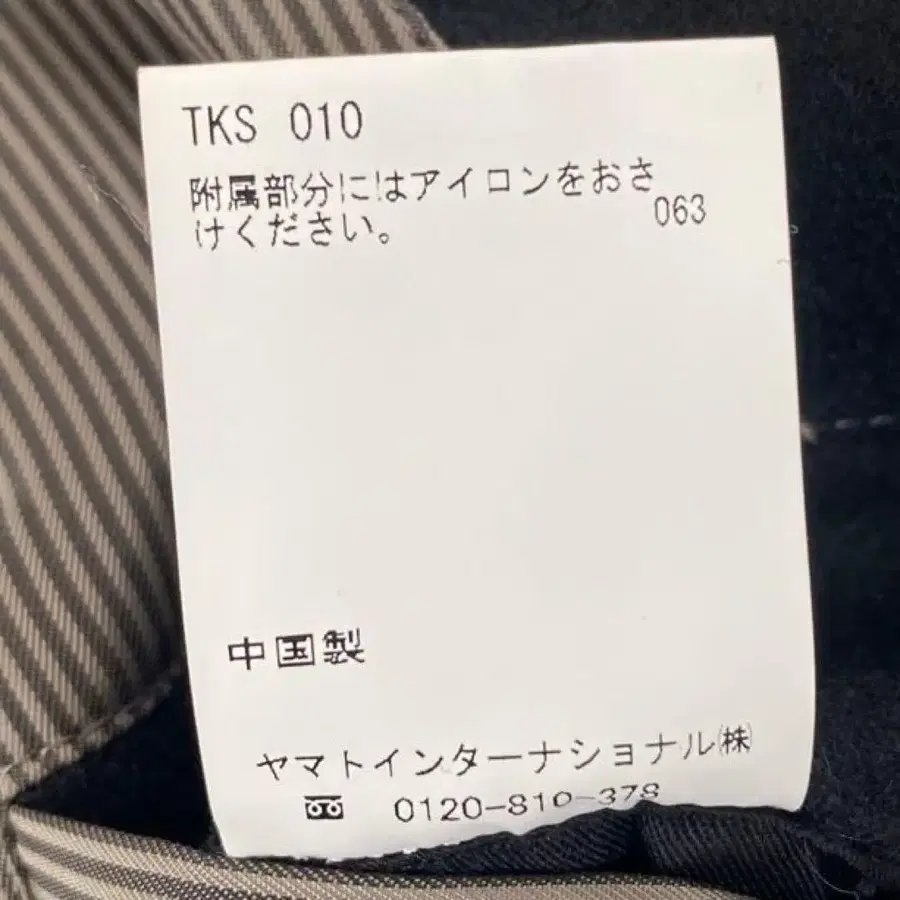 TKS 010
附属部分にはアイロンをおさ
けください。
063
中国製
ヤマトインターナショナル㈱
0120-810-378